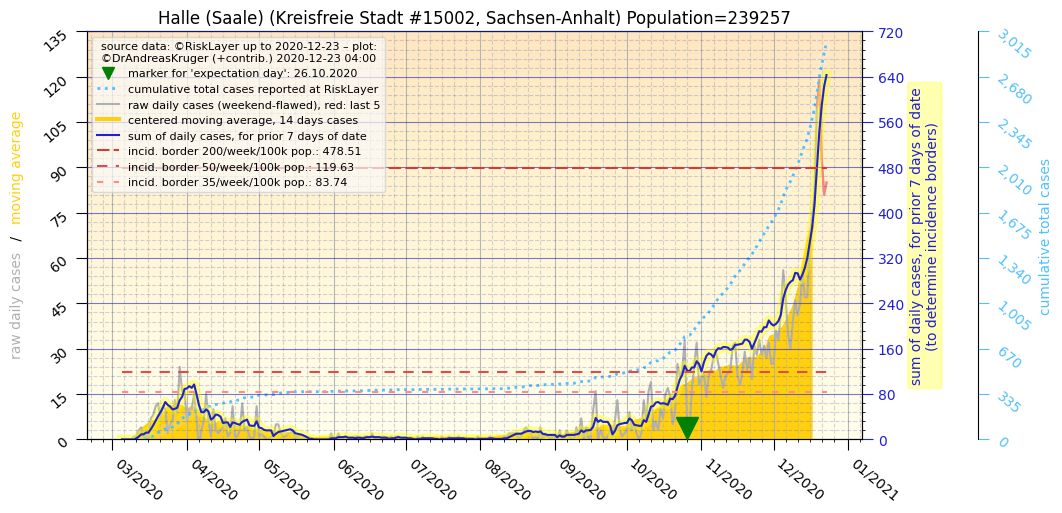 Halle (Saale) (Kreisfreie Stadt #15002, Sachsen-Anhalt) Population=239257
source data: ©RiskLayer up to 2020-12-23 – plot:
©DrAndreasKruger (+contrib.) 2020-12-23 04:00
marker for 'expectation day': 26.10.2020
cumulative total cases reported at RiskLayer
raw daily cases (weekend-flawed), red: last 5
centered moving average, 14 days cases
sum of daily cases, for prior 7 days of date
incid. border 200/week/100k pop.: 478.51
incid. border 50/week/100k pop.: 119.63
incid. border 35/week/100k pop.: 83.74
raw daily cases / moving average
135
120
105
90
75
60
45
30
15
0
03/2020
04/2020
05/2020
06/2020
07/2020
08/2020
09/2020
10/2020
11/2020
12/2020
01/2021
720
640
560
480
400
320
240
160
80
0
sum of daily cases, for prior 7 days of date
(to determine incidence borders)
3,015
2,680
2,345
2,010
1,675
1,340
1,005
670
335
0
cumulative total cases